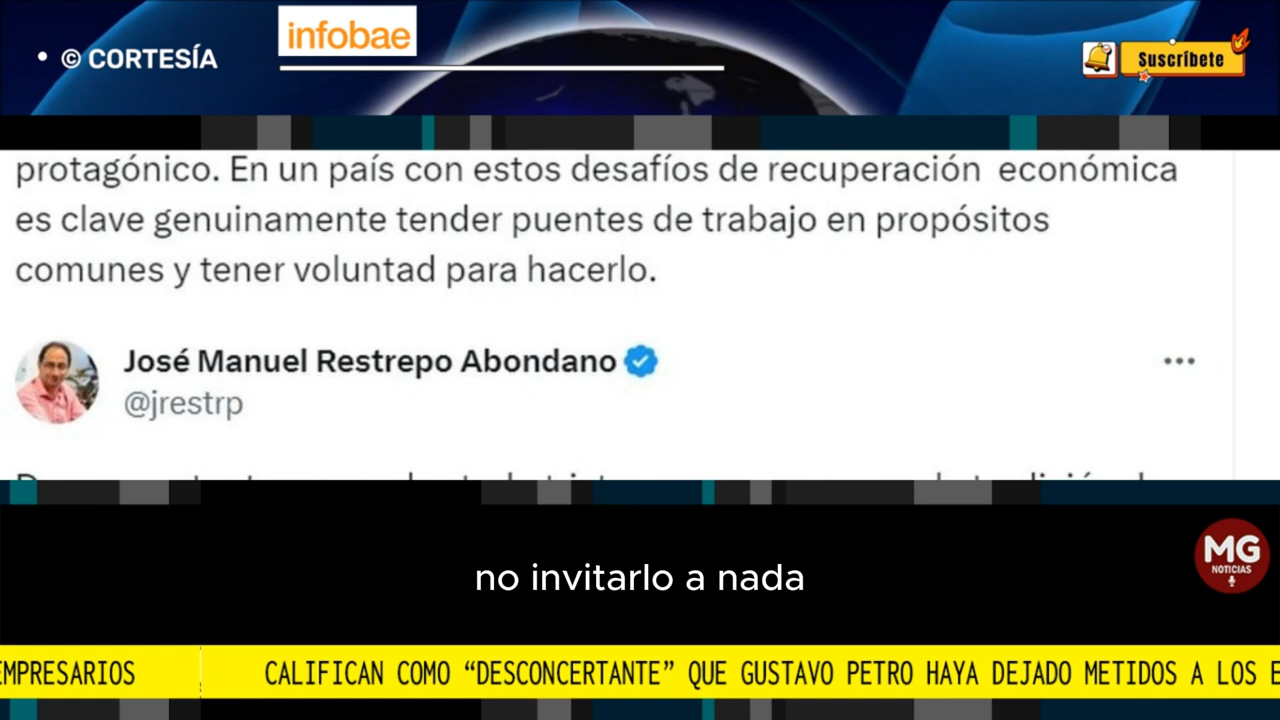 • © CORTESÍA
infobae
Suscríbete
protagónico. En un país con estos desafíos de recuperación económica
es clave genuinamente tender puentes de trabajo en propósitos
comunes y tener voluntad para hacerlo.
José Manuel Restrepo Abondano
@jrestrp
no invitarlo a nada
MG
NOTICIAS
EMPRESARIOS
CALIFICAN COMO “DESCONCERTANTE” QUE GUSTAVO PETRO HAYA DEJADO METIDOS A LOS E